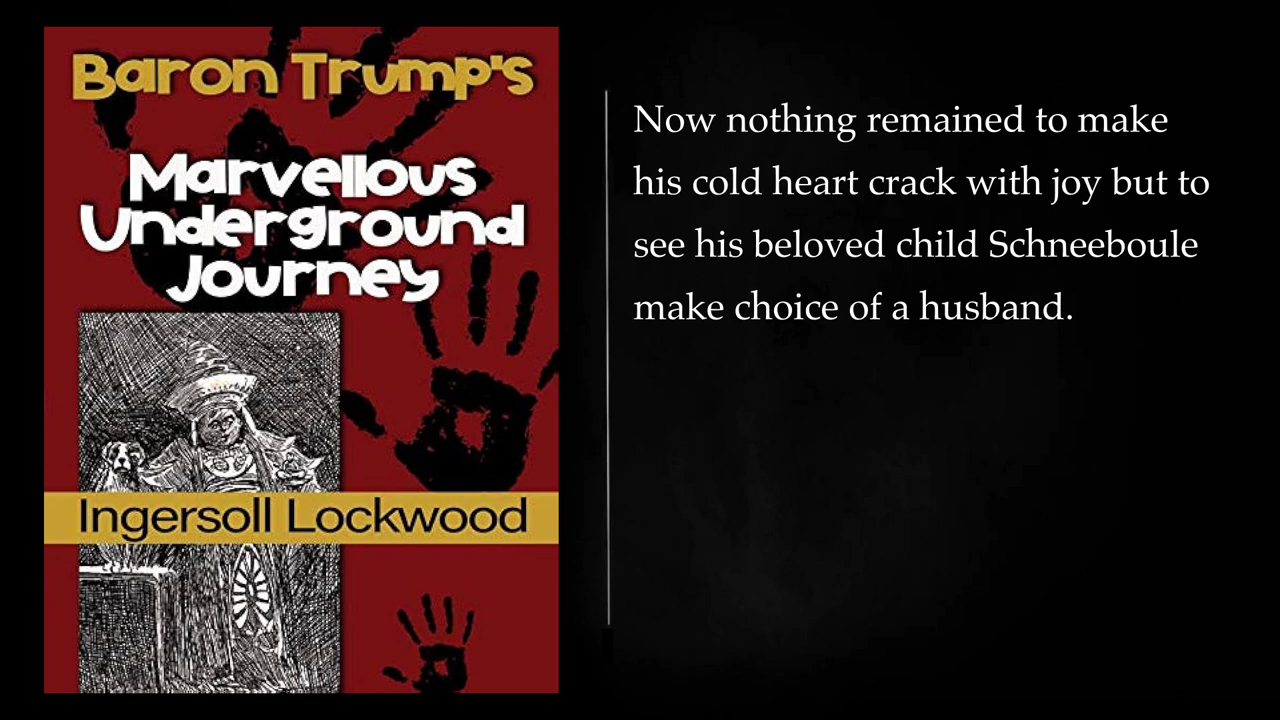 Baron Trump's
Marvellous
Underground
Journey
Ingersoll Lockwood
Now nothing remained to make
his cold heart crack with joy but to
see his beloved child Schneeboule
make choice of a husband.